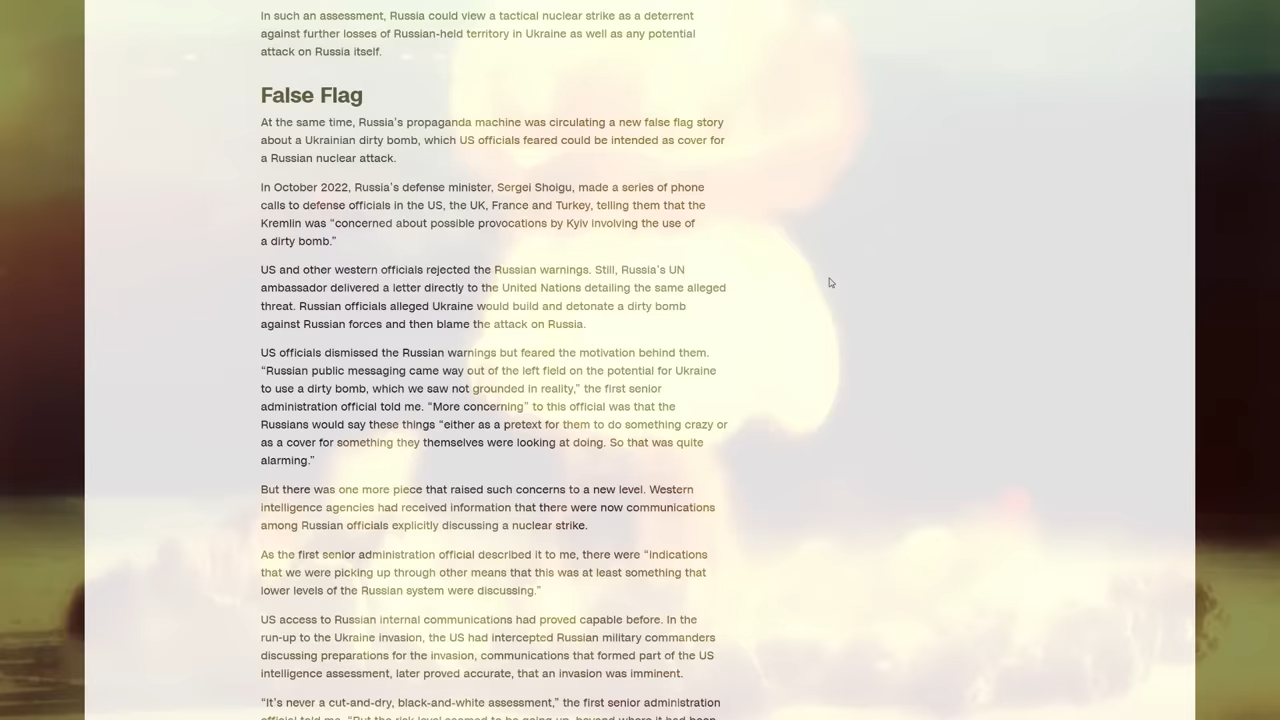 In such an assessment, Russia could view a tactical nuclear strike as a deterrent
against further losses of Russian-held territory in Ukraine as well as any potential
attack on Russia itself.
False Flag
At the same time, Russia’s propaganda machine was circulating a new false flag story
about a Ukrainian dirty bomb, which US officials feared could be intended as cover for
a Russian nuclear attack.
In October 2022, Russia’s defense minister, Sergei Shoigu, made a series of phone
calls to defense officials in the US, the UK, France and Turkey, telling them that the
Kremlin was “concerned about possible provocations by Kyiv involving the use of
a dirty bomb.”
US and other western officials rejected the Russian warnings. Still, Russia’s UN
ambassador delivered a letter directly to the United Nations detailing the same alleged
threat. Russian officials alleged Ukraine would build and detonate a dirty bomb
against Russian forces and then blame the attack on Russia.
US officials dismissed the Russian warnings but feared the motivation behind them.
“Russian public messaging came way out of the left field on the potential for Ukraine
to use a dirty bomb, which we saw not grounded in reality,” the first senior
administration official told me. “More concerning” to this official was that the
Russians would say these things “either as a pretext for them to do something crazy or
as a cover for something they themselves were looking at doing. So that was quite
alarming.”
But there was one more piece that raised such concerns to a new level. Western
intelligence agencies had received information that there were now communications
among Russian officials explicitly discussing a nuclear strike.
As the first senior administration official described it to me, there were “indications
that we were picking up through other means that this was at least something that
lower levels of the Russian system were discussing.”
US access to Russian internal communications had proved capable before. In the
run-up to the Ukraine invasion, the US had intercepted Russian military commanders
discussing preparations for the invasion, communications that formed part of the US
intelligence assessment, later proved accurate, that an invasion was imminent.
“It’s never a cut-and-dry, black-and-white assessment,” the first senior administration
official told me. “But the risk level seemed to be going up, beyond where it had been